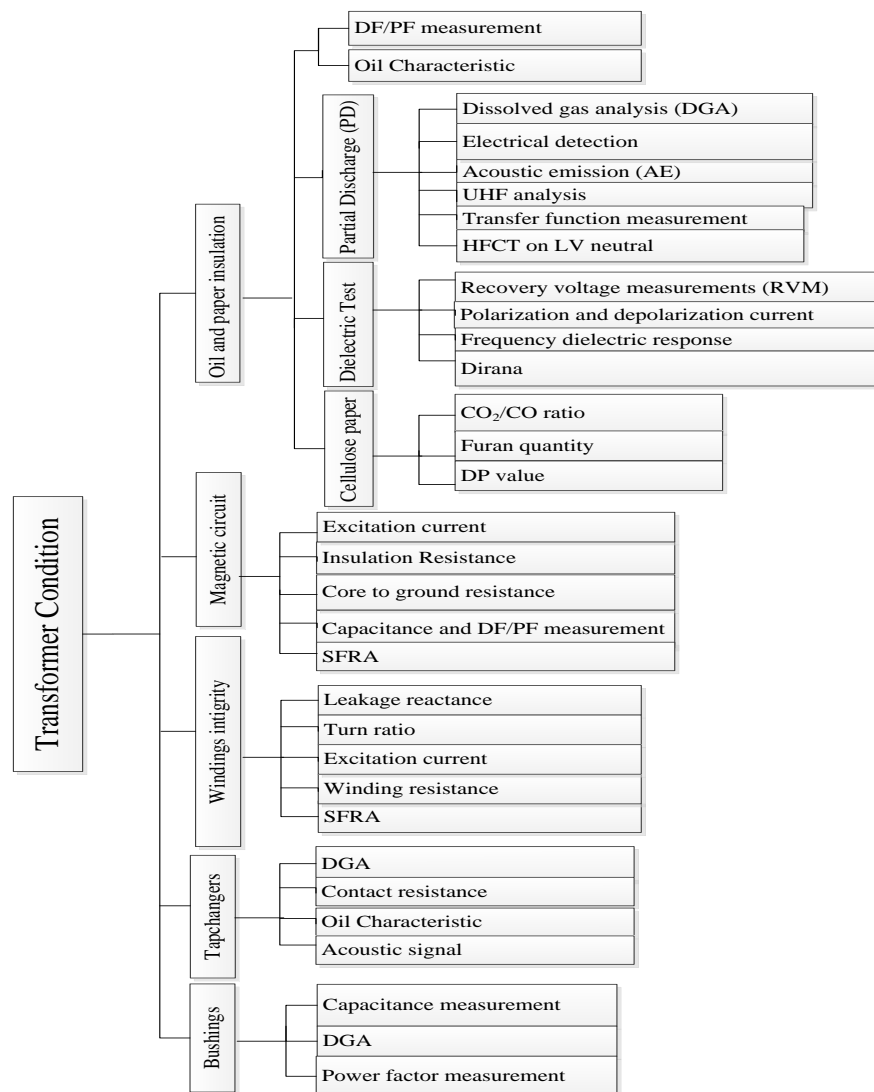 Transformer Condition
Oil and paper insulation
DF/PF measurement
Oil Characteristic
Partial Discharge (PD)
Dissolved gas analysis (DGA)
Electrical detection
Acoustic emission (AE)
UHF analysis
Transfer function measurement
HFCT on LV neutral
Dielectric Test
Recovery voltage measurements (RVM)
Polarization and depolarization current
Frequency dielectric response
Dirana
Cellulose paper
CO₂/CO ratio
Furan quantity
DP value
Magnetic circuit
Excitation current
Insulation Resistance
Core to ground resistance
Capacitance and DF/PF measurement
SFRA
Windings intigrity
Leakage reactance
Turn ratio
Excitation current
Winding resistance
SFRA
Tapchangers
DGA
Contact resistance
Oil Characteristic
Acoustic signal
Bushings
Capacitance measurement
DGA
Power factor measurement